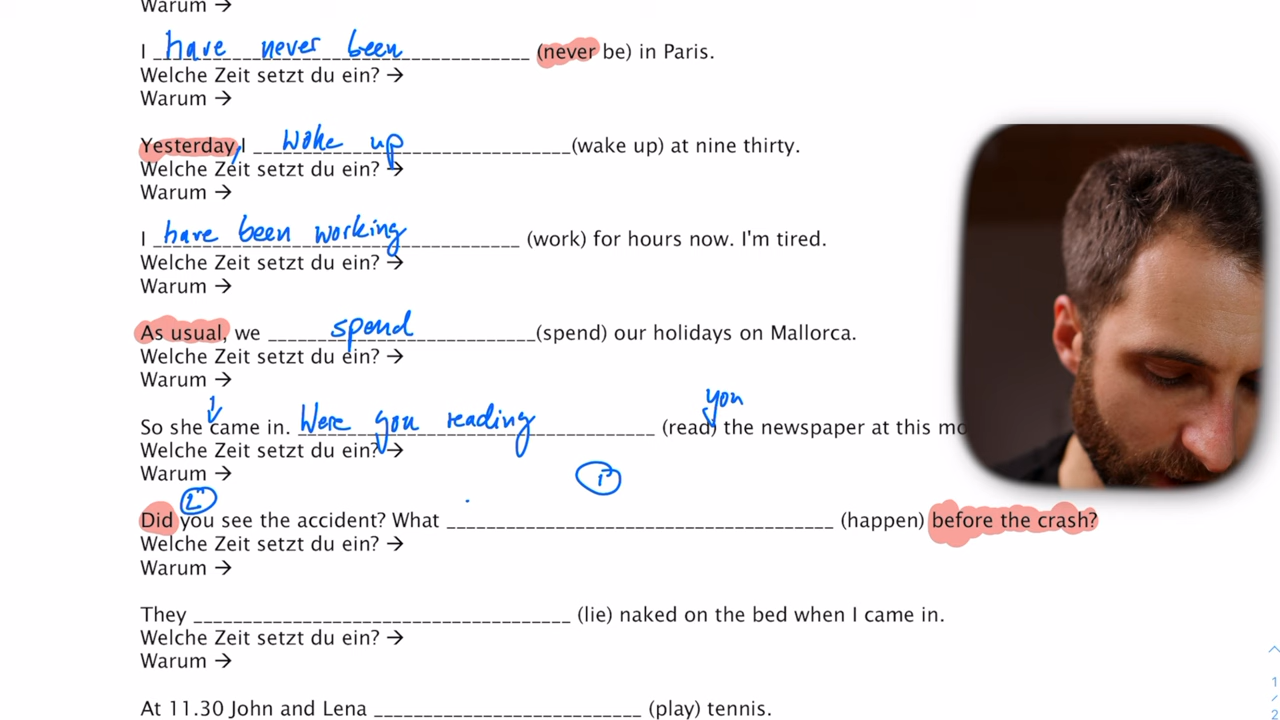 Warum →
I have never been (never be) in Paris.
Welche Zeit setzt du ein? →
Warum →
Yesterday, I woke up (wake up) at nine thirty.
Welche Zeit setzt du ein? →
Warum →
I have been working (work) for hours now. I'm tired.
Welche Zeit setzt du ein? →
Warum →
As usual, we spend (spend) our holidays on Mallorca.
Welche Zeit setzt du ein? →
Warum →
you
So she came in. Were you reading (read) the newspaper at this mo
Welche Zeit setzt du ein? →
Warum →
Did you see the accident? What ________ (happen) before the crash?
Welche Zeit setzt du ein? →
Warum →
They ________ (lie) naked on the bed when I came in.
Welche Zeit setzt du ein? →
Warum →
At 11.30 John and Lena ________ (play) tennis.
1
/
2